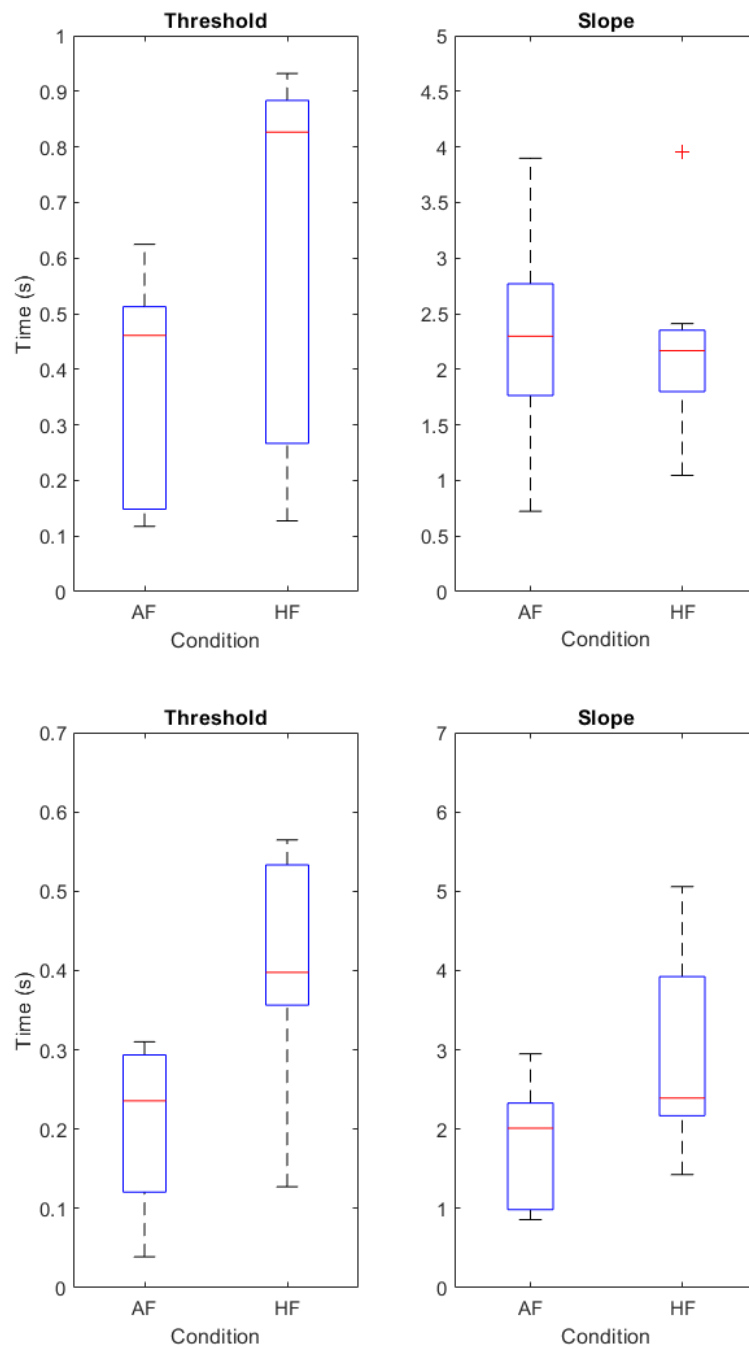 Threshold Slope
1 5
0.9 4.5
0.8 4
0.7 3.5
0.6 3
0.5 2.5
0.4 2
0.3 1.5
0.2 1
0.1 0.5
0 0
Time (s)
AF HF AF HF
Condition Condition
Threshold Slope
0.7 7
0.6 6
0.5 5
0.4 4
0.3 3
0.2 2
0.1 1
0 0
Time (s)
AF HF AF HF
Condition Condition